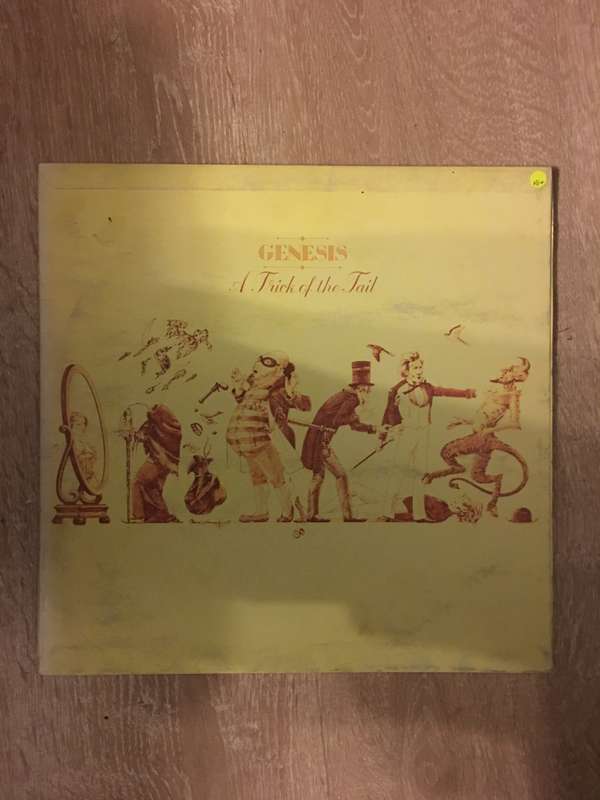 GENESIS
A Trick of the Tail